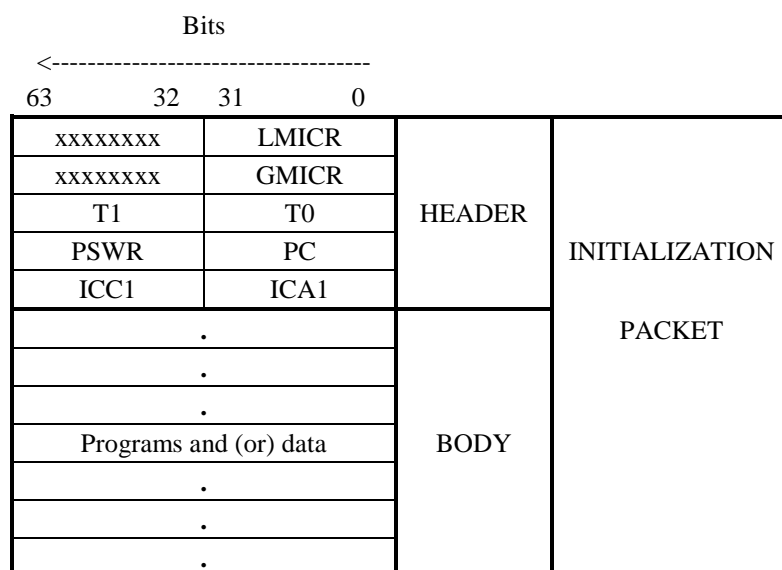 Bits
<------------------------------------
63 32 31 0
xxxxxxxx LMICR
xxxxxxxx GMICR
T1 T0 HEADER
PSWR PC INITIALIZATION
ICC1 ICA1
. PACKET
.
.
Programs and (or) data BODY
.
.
.